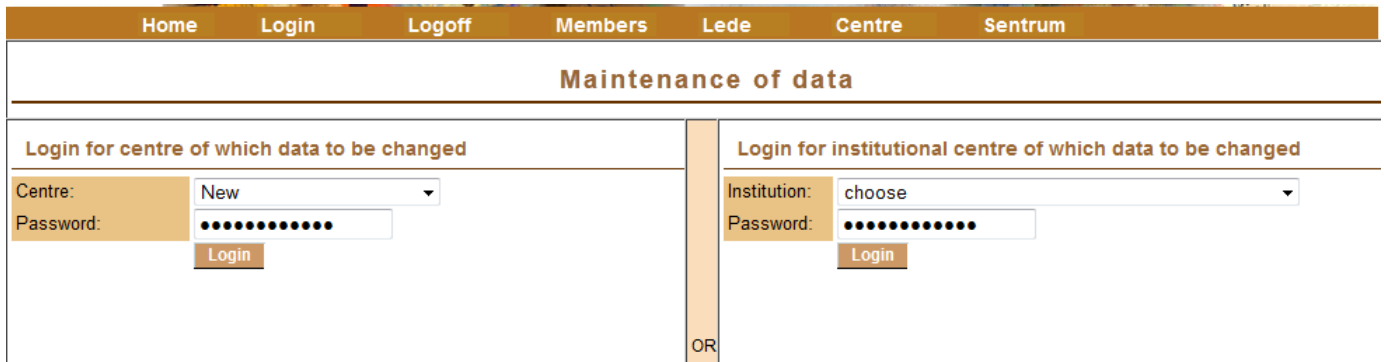 Home Login Logoff Members Lede Centre Sentrum
Maintenance of data
Login for centre of which data to be changed
Centre: New
Password: ●●●●●●●●●●●●●
Login
OR
Login for institutional centre of which data to be changed
Institution: choose
Password: ●●●●●●●●●●●●●
Login